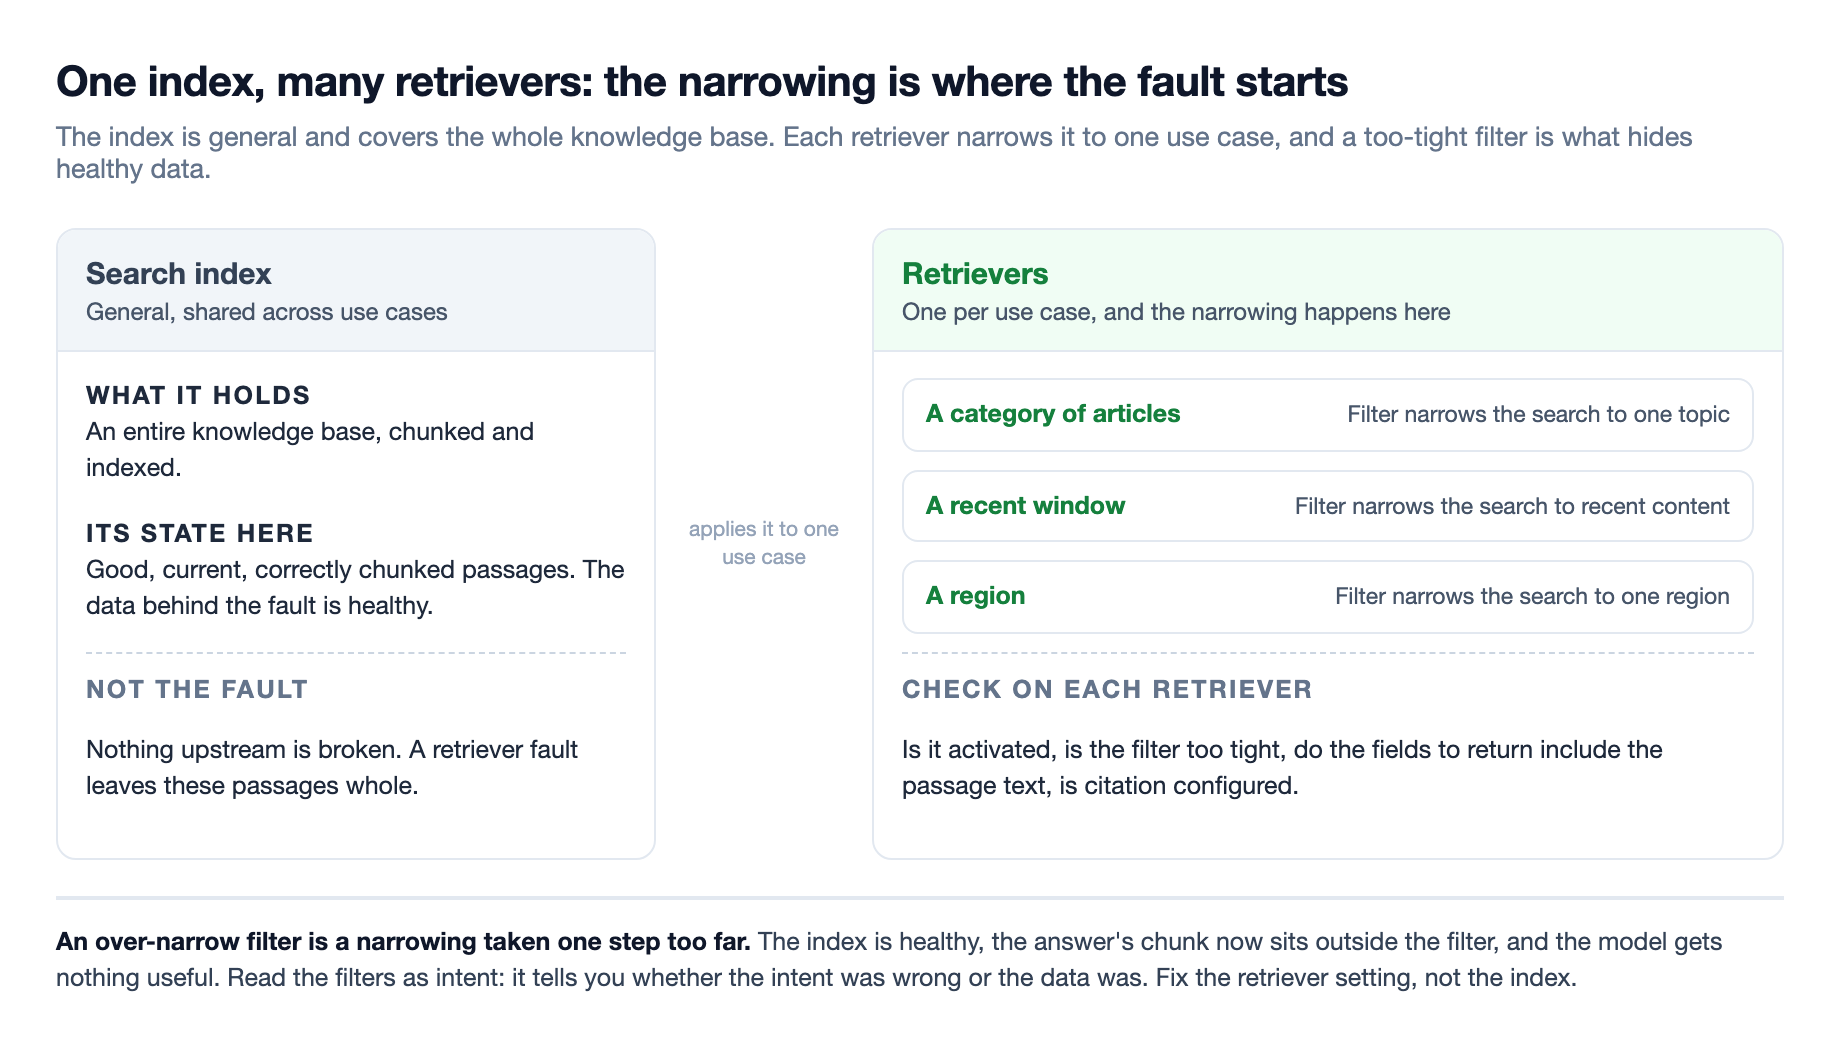 One index, many retrievers: the narrowing is where the fault starts
The index is general and covers the whole knowledge base. Each retriever narrows it to one use case, and a too-tight filter is what hides
healthy data.
Search index
General, shared across use cases
WHAT IT HOLDS
An entire knowledge base, chunked and
indexed.
ITS STATE HERE
Good, current, correctly chunked passages. The
data behind the fault is healthy.
NOT THE FAULT
Nothing upstream is broken. A retriever fault
leaves these passages whole.
applies it to one
use case
Retrievers
One per use case, and the narrowing happens here
A category of articles
Filter narrows the search to one topic
A recent window
Filter narrows the search to recent content
A region
Filter narrows the search to one region
CHECK ON EACH RETRIEVER
Is it activated, is the filter too tight, do the fields to return include the
passage text, is citation configured.
An over-narrow filter is a narrowing taken one step too far. The index is healthy, the answer's chunk now sits outside the filter, and the model gets
nothing useful. Read the filters as intent: it tells you whether the intent was wrong or the data was. Fix the retriever setting, not the index.